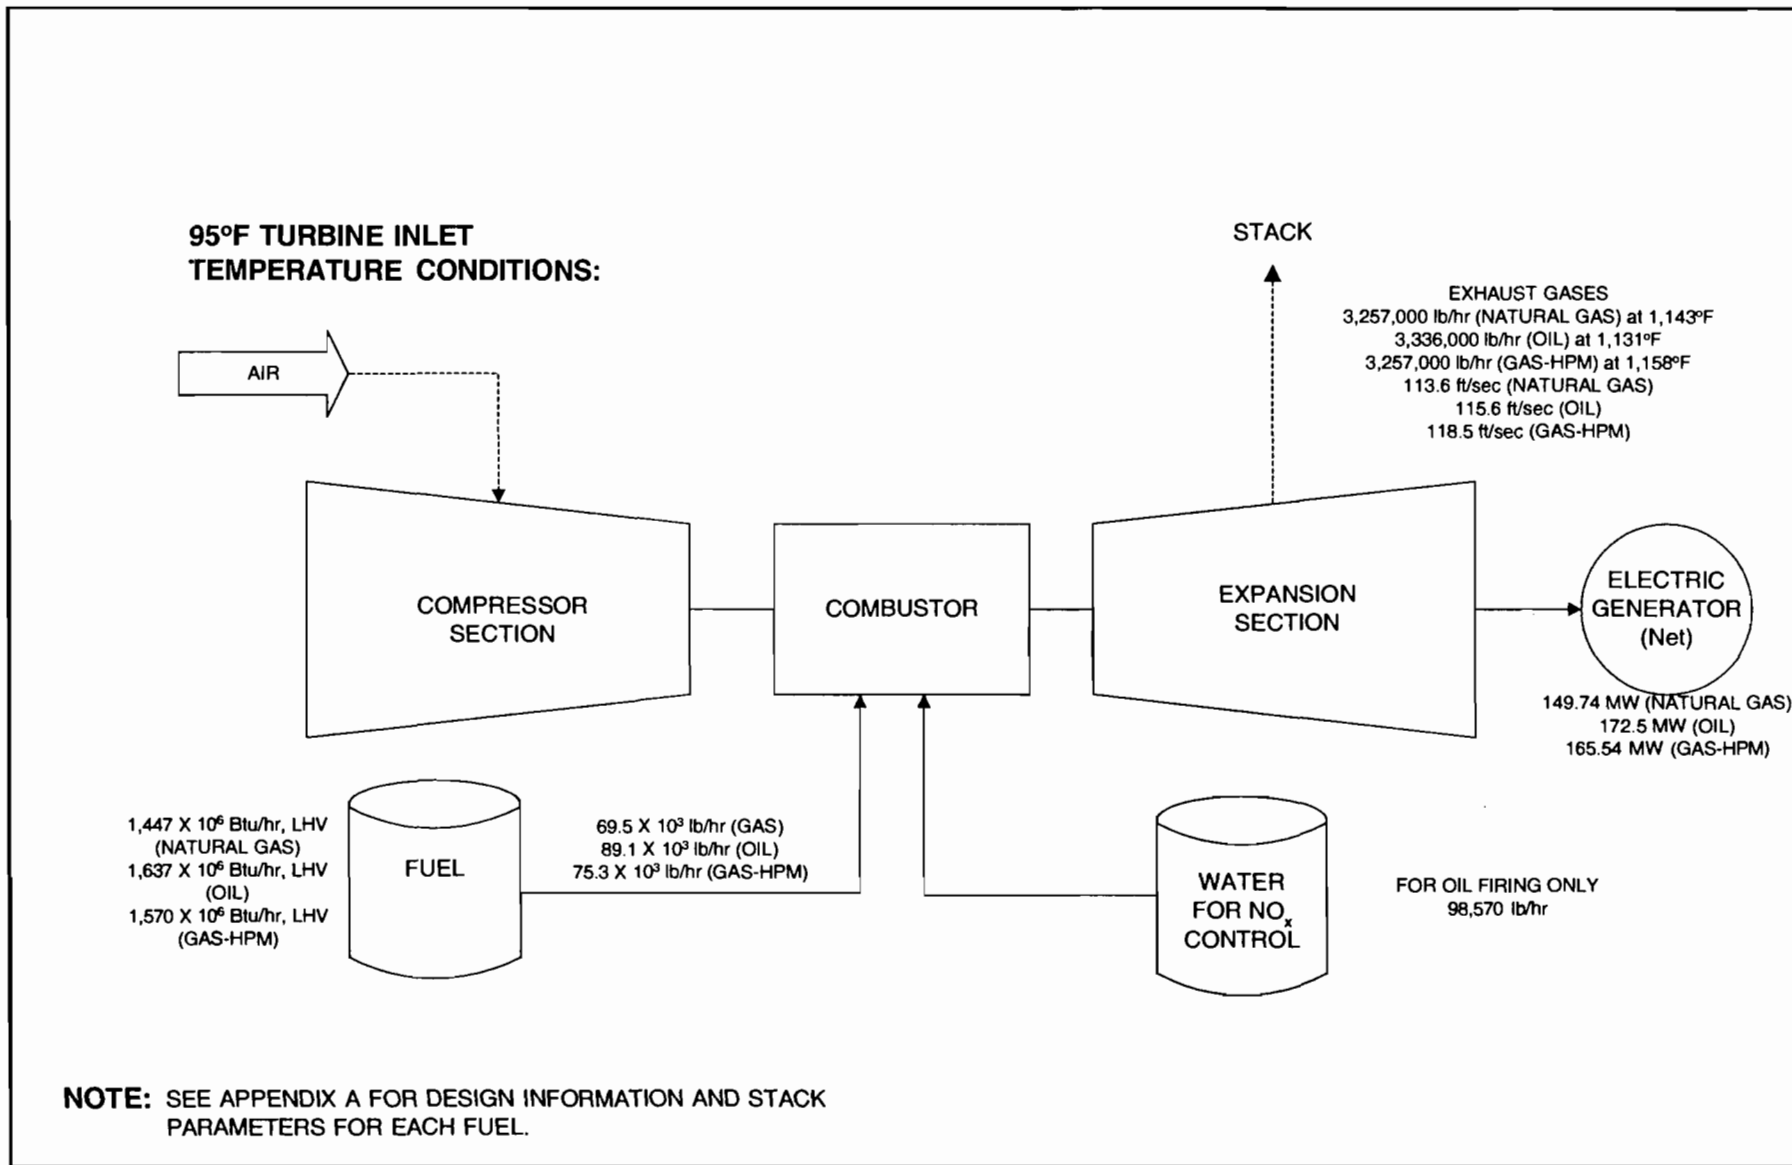 95ºF TURBINE INLET
TEMPERATURE CONDITIONS:
AIR
STACK
EXHAUST GASES
3,257,000 lb/hr (NATURAL GAS) at 1,143ºF
3,336,000 lb/hr (OIL) at 1,131ºF
3,257,000 lb/hr (GAS-HPM) at 1,158ºF
113.6 ft/sec (NATURAL GAS)
115.6 ft/sec (OIL)
118.5 ft/sec (GAS-HPM)
COMPRESSOR
SECTION
COMBUSTOR
EXPANSION
SECTION
ELECTRIC
GENERATOR
(Net)
149.74 MW (NATURAL GAS)
172.5 MW (OIL)
165.54 MW (GAS-HPM)
1,447 X 10⁶ Btu/hr, LHV
(NATURAL GAS)
1,637 X 10⁶ Btu/hr, LHV
(OIL)
1,570 X 10⁶ Btu/hr, LHV
(GAS-HPM)
FUEL
69.5 X 10³ lb/hr (GAS)
89.1 X 10³ lb/hr (OIL)
75.3 X 10³ lb/hr (GAS-HPM)
WATER
FOR NOₓ
CONTROL
FOR OIL FIRING ONLY
98,570 lb/hr
NOTE: SEE APPENDIX A FOR DESIGN INFORMATION AND STACK
PARAMETERS FOR EACH FUEL.